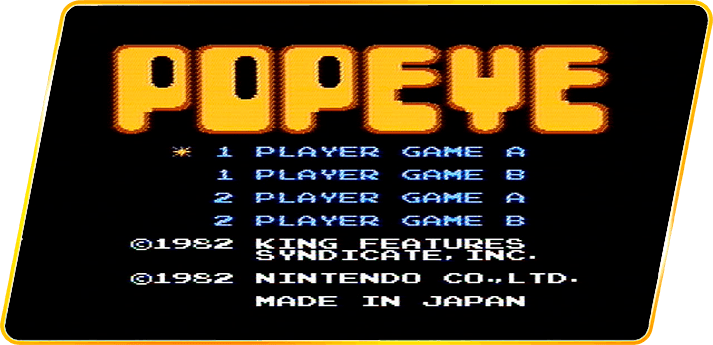 POPEYE
* 1 PLAYER GAME A
1 PLAYER GAME B
2 PLAYER GAME A
2 PLAYER GAME B
©1982 KING FEATURES
SYNDICATE, INC.
©1982 NINTENDO CO., LTD.
MADE IN JAPAN